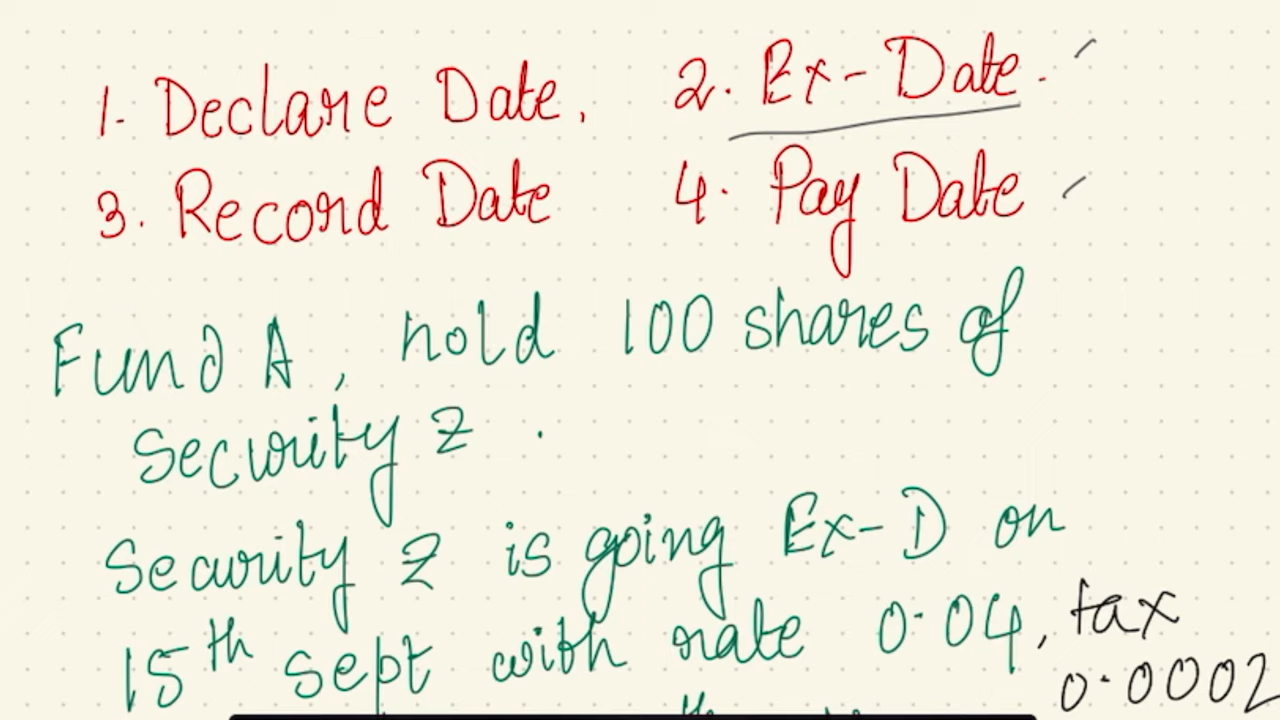 1. Declare Date. 2. Ex-Date.
3. Record Date 4. Pay Date
Fund A, hold 100 shares of
Security Z.
Security Z is going Ex-D on
15th Sept with rate 0.04, tax
0.0002